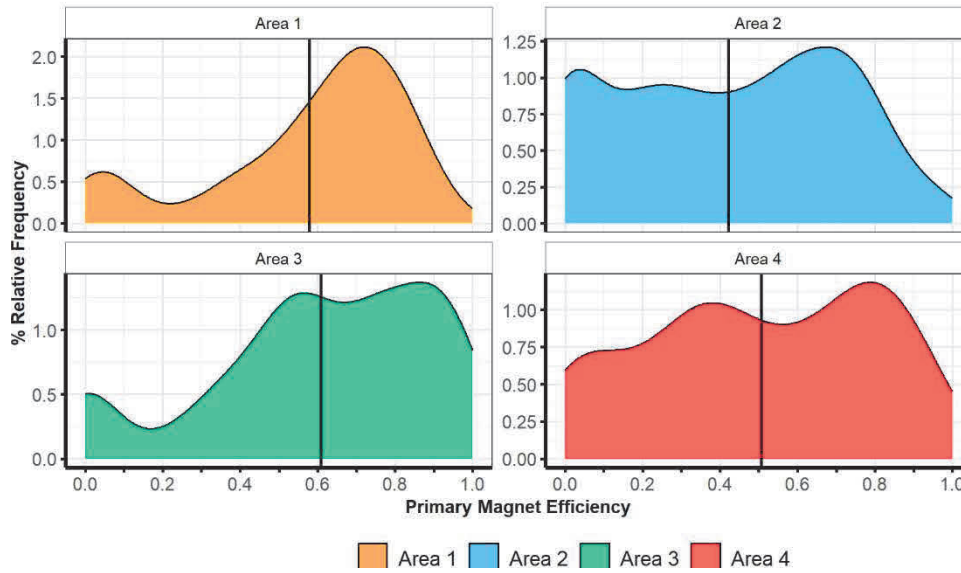 Area 1
Area 2
2.0
1.5
1.0
0.5
0.0
1.25
1.00
0.75
0.50
0.25
0.00
Area 3
Area 4
1.0
0.5
0.0
1.00
0.75
0.50
0.25
0.00
0.0 0.2 0.4 0.6 0.8 1.0
0.0 0.2 0.4 0.6 0.8 1.0
% Relative Frequency
Primary Magnet Efficiency
Area 1 Area 2 Area 3 Area 4